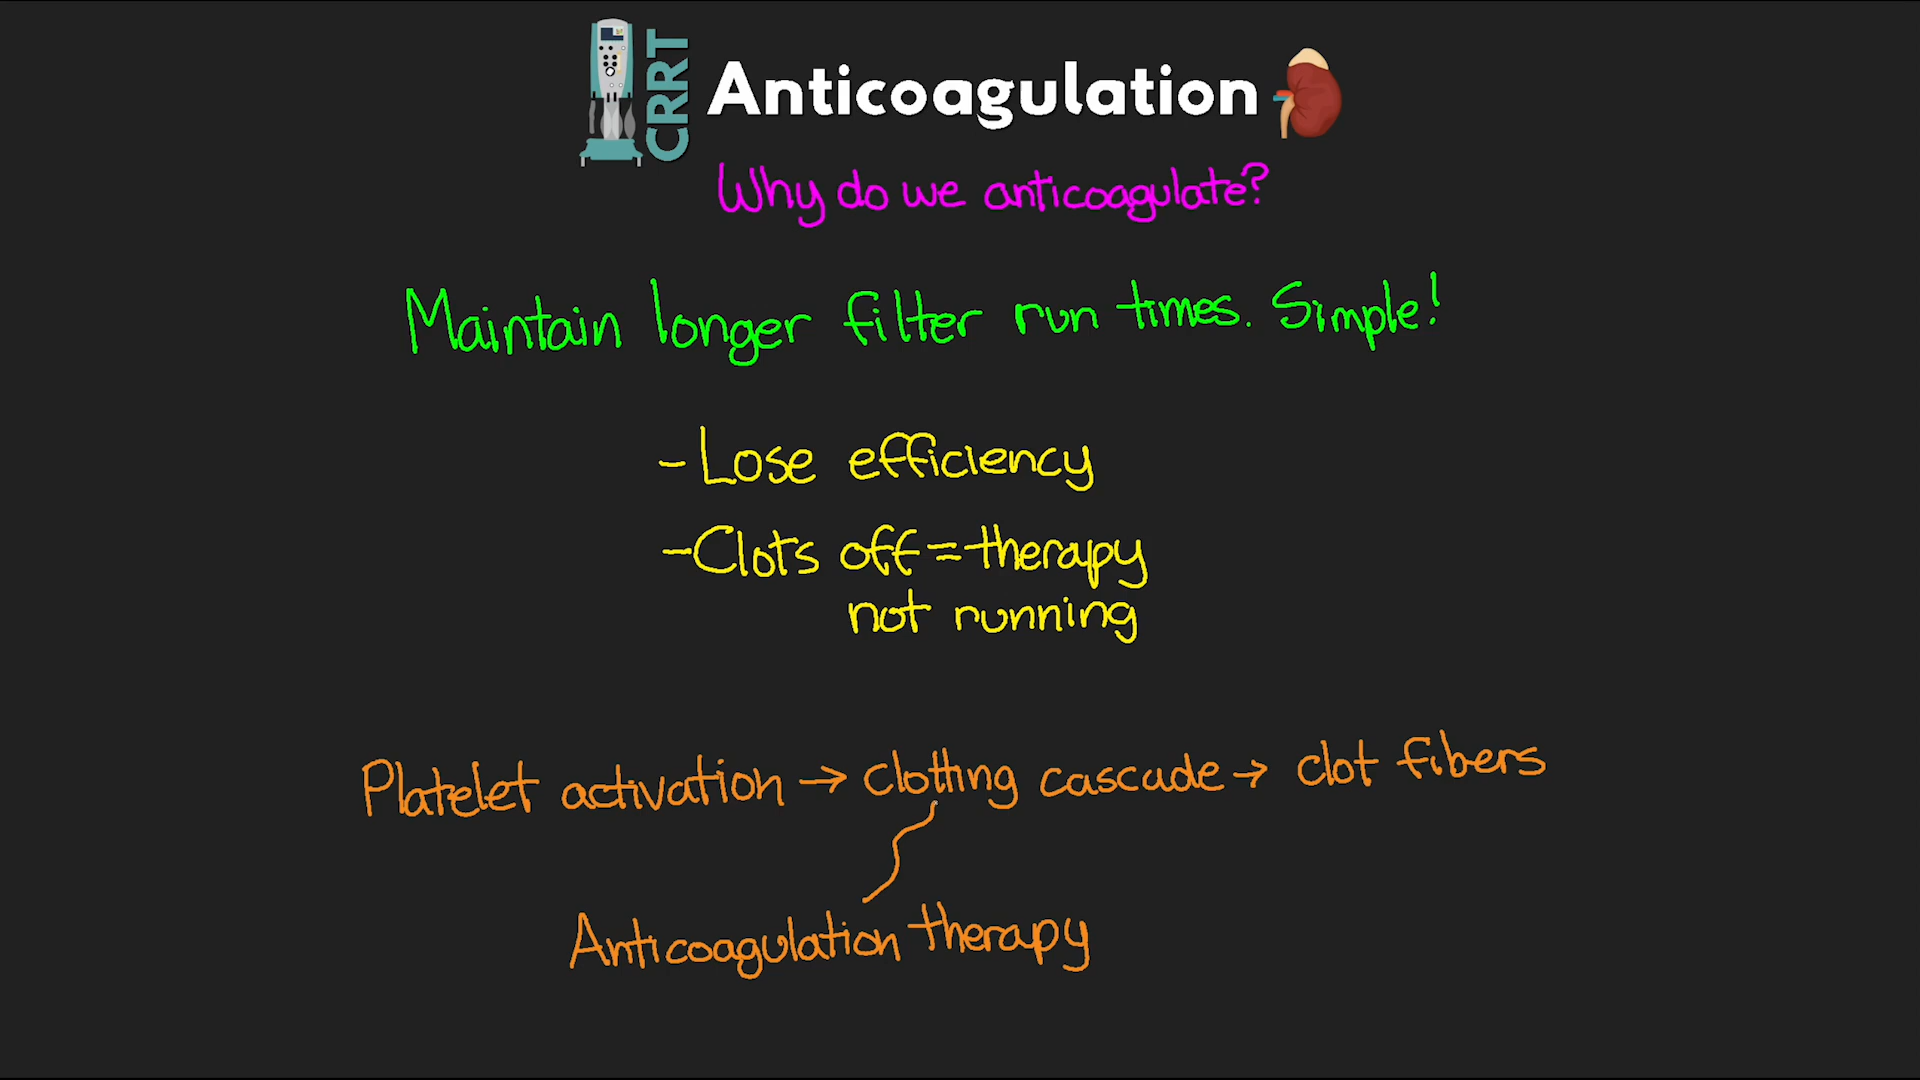 CRRT Anticoagulation
Why do we anticoagulate?
Maintain longer filter run times. Simple!
- Lose efficiency
- Clots off = therapy
not running
Platelet activation → clotting cascade → clot fibers
Anticoagulation therapy